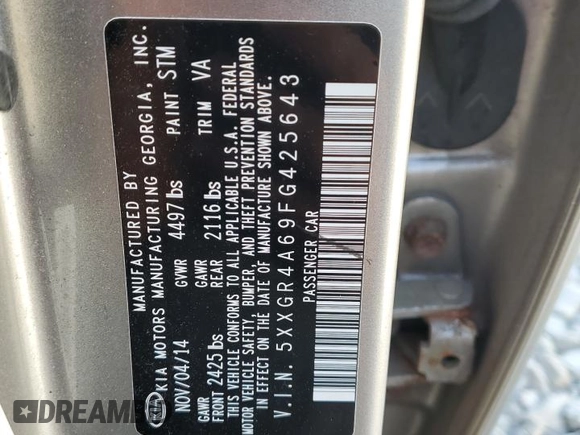 MANUFACTURED BY
KIA MOTORS MANUFACTURING GEORGIA, INC.
NOV/04/14 GVWR 4497 lbs PAINT STM
GAWR FRONT 2425 lbs GAWR REAR 2116 lbs TRIM VA
THIS VEHICLE CONFORMS TO ALL APPLICABLE U.S.A. FEDERAL
MOTOR VEHICLE SAFETY, BUMPER, AND THEFT PREVENTION STANDARDS
IN EFFECT ON THE DATE OF MANUFACTURE SHOWN ABOVE.
V.I.N. 5XXGR4A69FG425643
PASSENGER CAR